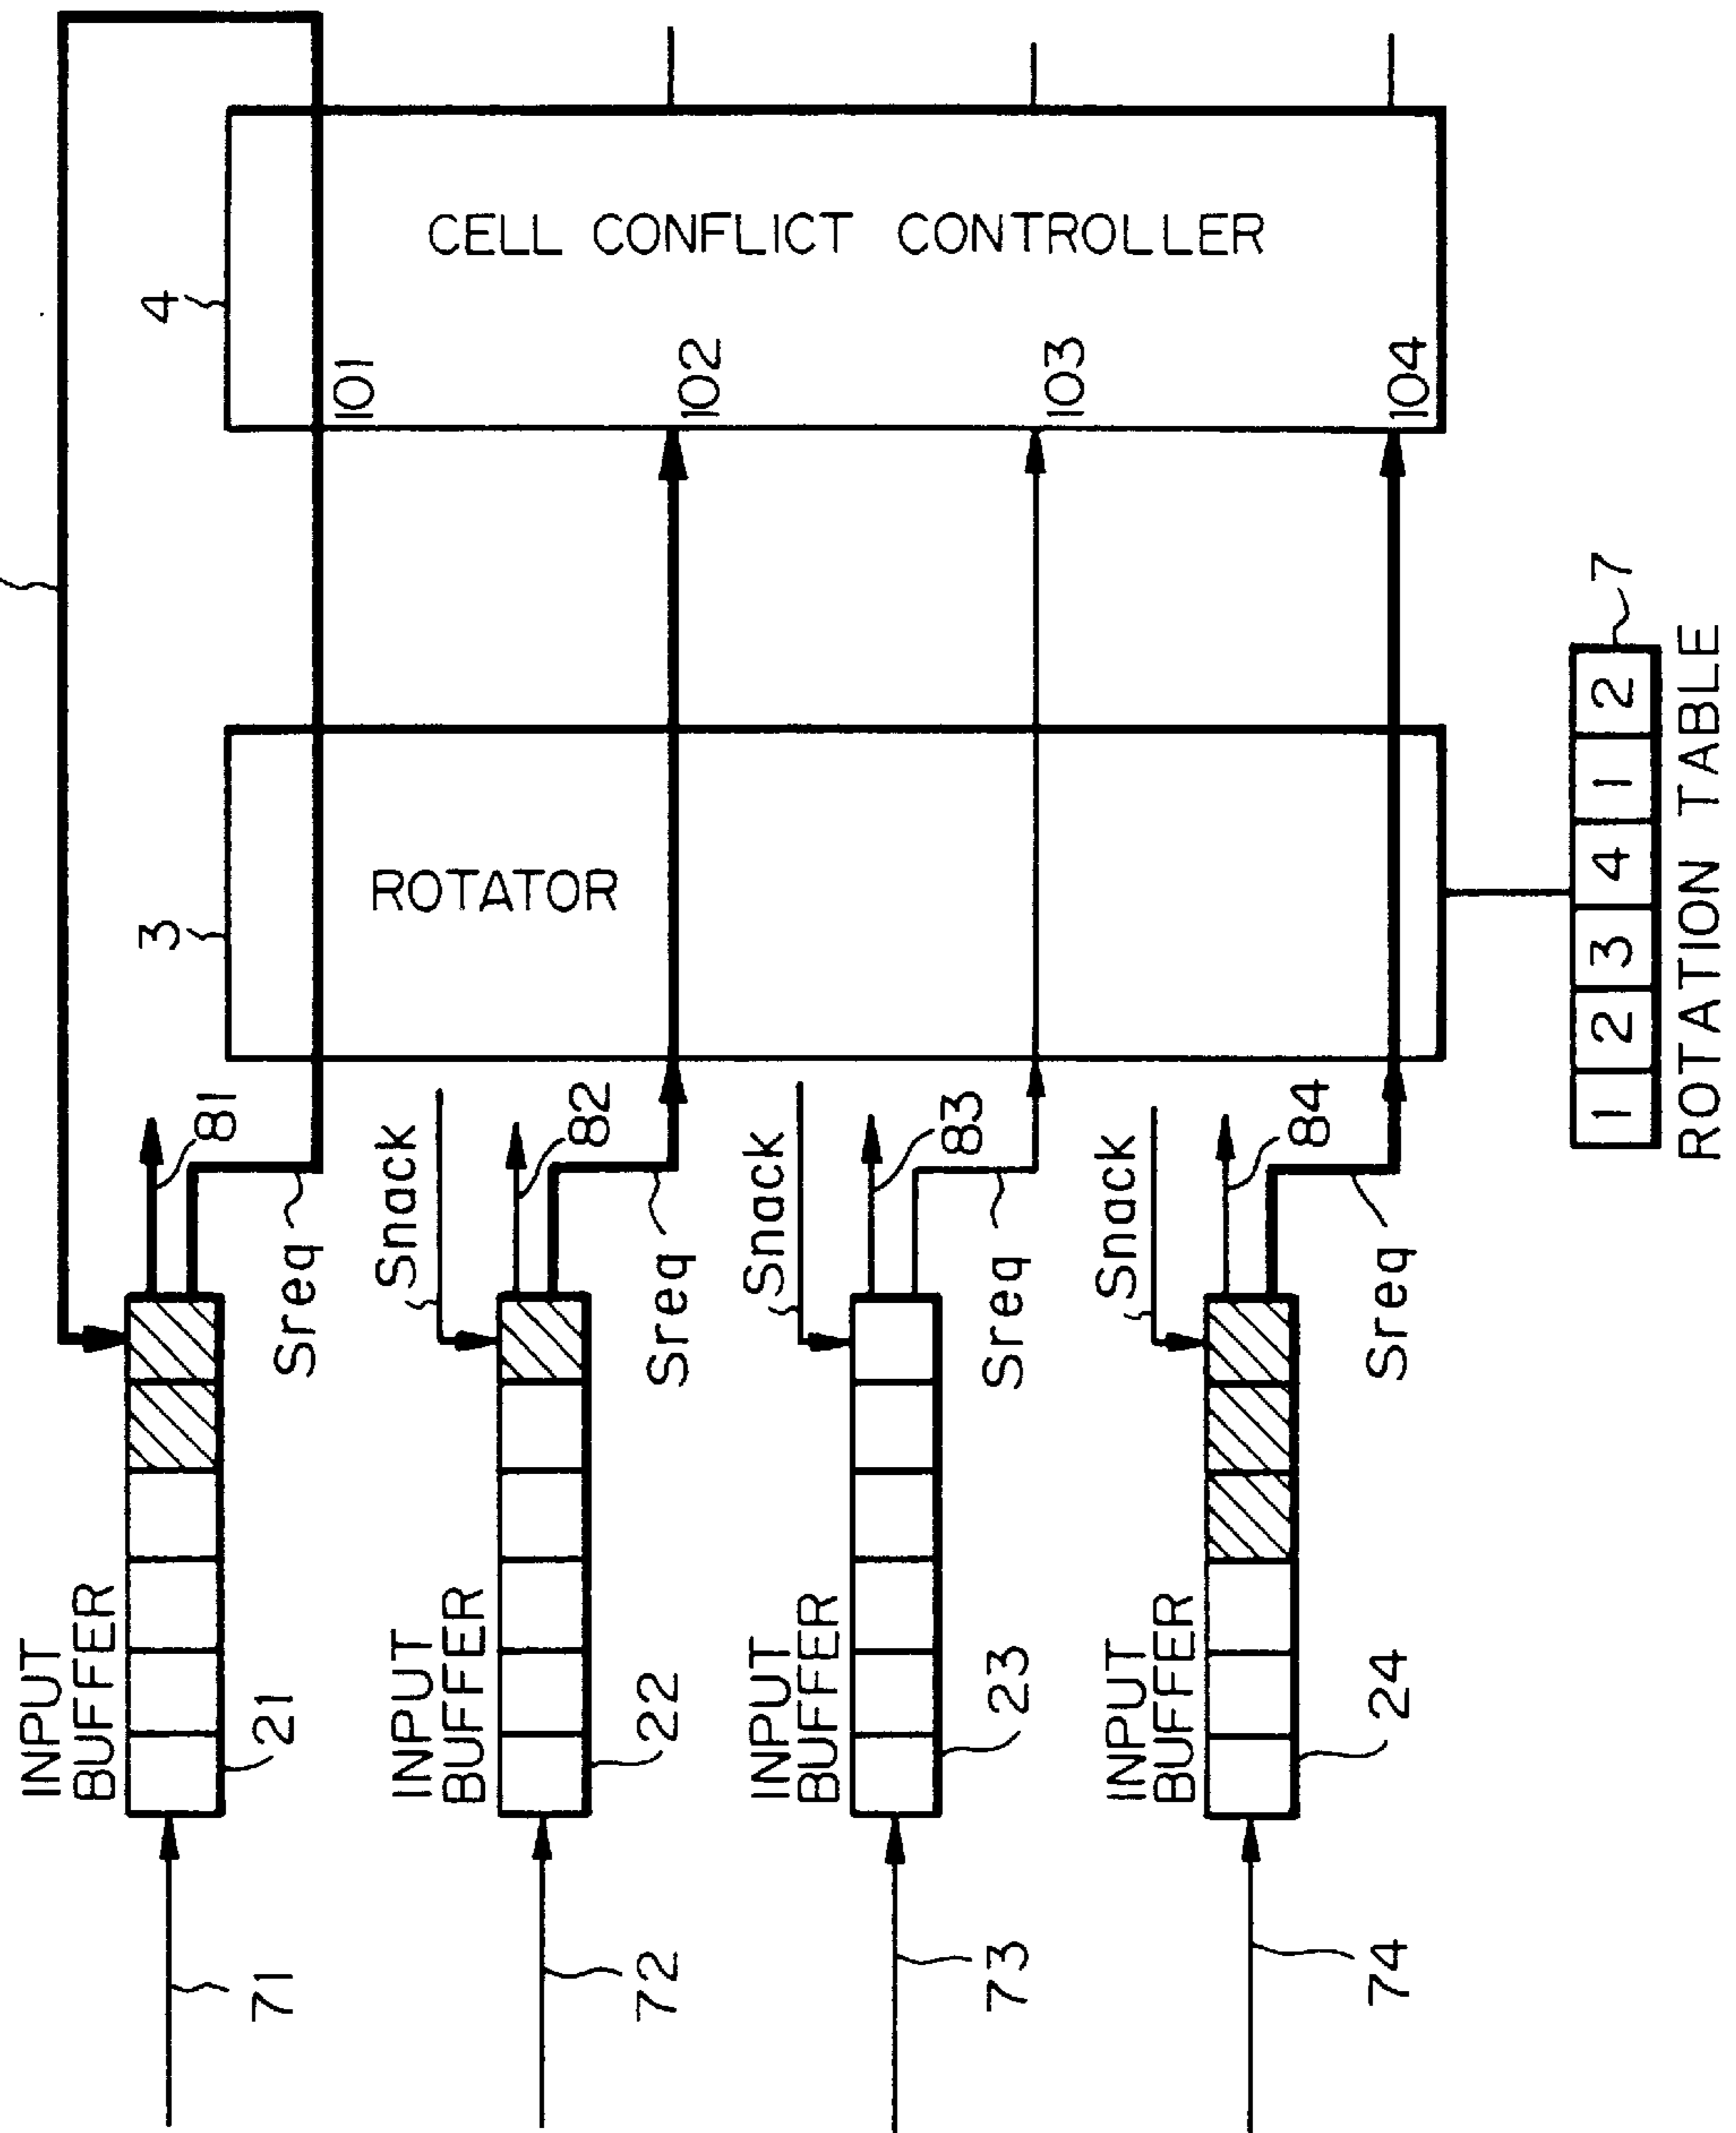 INPUT
BUFFER
71
21
Sreq
81
3
ROTATOR
4
CELL CONFLICT CONTROLLER
101
INPUT
BUFFER
72
22
Snack
Sreq
82
102
INPUT
BUFFER
73
23
Snack
Sreq
83
103
INPUT
BUFFER
74
24
Snack
Sreq
84
104
1 2 3 4 1 2
7
ROTATION TABLE